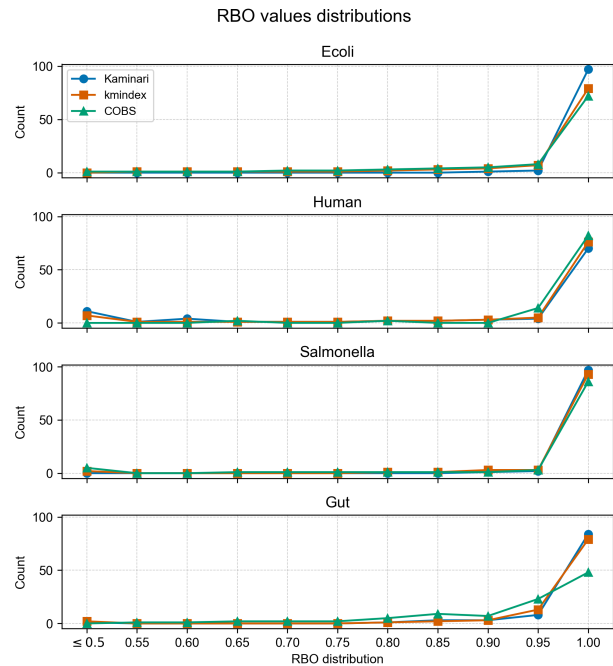 RBO values distributions
Ecoli
100
50
0
Count
Kaminari
kmindex
COBS
Human
100
50
0
Count
Salmonella
100
50
0
Count
Gut
100
50
0
Count
≤ 0.5 0.55 0.60 0.65 0.70 0.75 0.80 0.85 0.90 0.95 1.00
RBO distribution